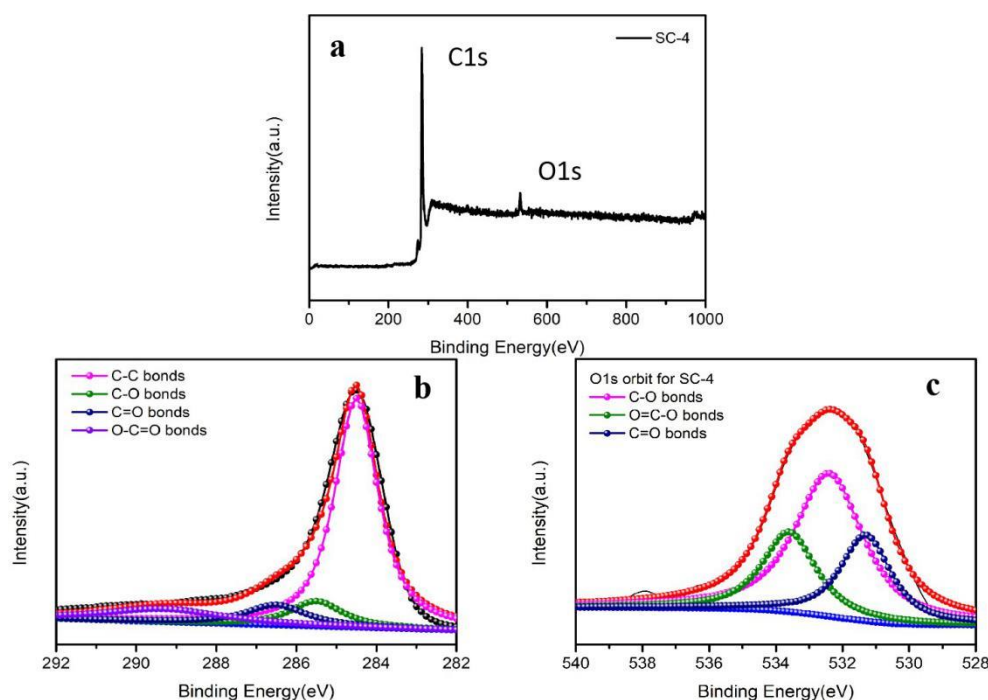 a
SC-4
C1s
O1s
Intensity(a.u.)
0 200 400 600 800 1000
Binding Energy(eV)
b
C-C bonds
C-O bonds
C=O bonds
O-C=O bonds
Intensity(a.u.)
292 290 288 286 284 282
Binding Energy(eV)
c
O1s orbit for SC-4
C-O bonds
O=C-O bonds
C=O bonds
Intensity(a.u.)
540 538 536 534 532 530 528
Binding Energy(eV)